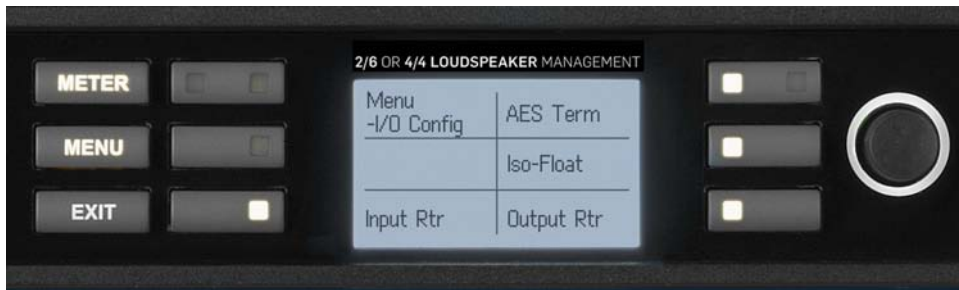 2/6 OR 4/4 LOUDSPEAKER MANAGEMENT
METER
MENU
EXIT
Menu
-I/O Config
AES Term
Iso-Float
Input Rtr
Output Rtr